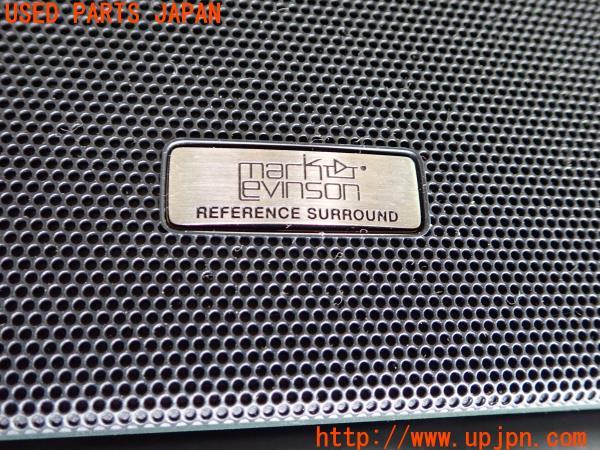 USED PARTS JAPAN
mark
Levinson
REFERENCE SURROUND
http://www.upjpn.com